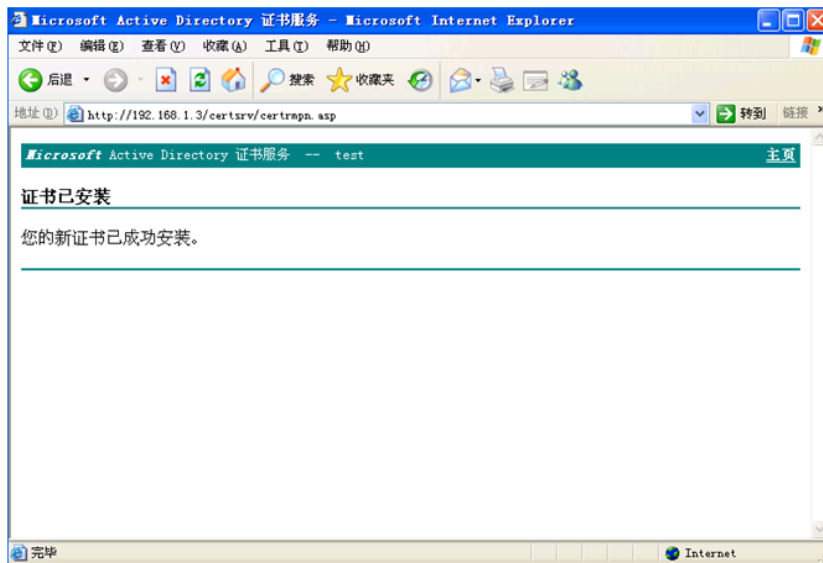 Microsoft Active Directory 证书服务 - Microsoft Internet Explorer
文件(F) 编辑(E) 查看(V) 收藏(A) 工具(T) 帮助(H)
后退 搜索 收藏夹
地址(D) http://192.168.1.3/certsrv/certrmpn.asp 转到 链接 »
Microsoft Active Directory 证书服务 -- test 主页
证书已安装
您的新证书已成功安装。
完毕 Internet